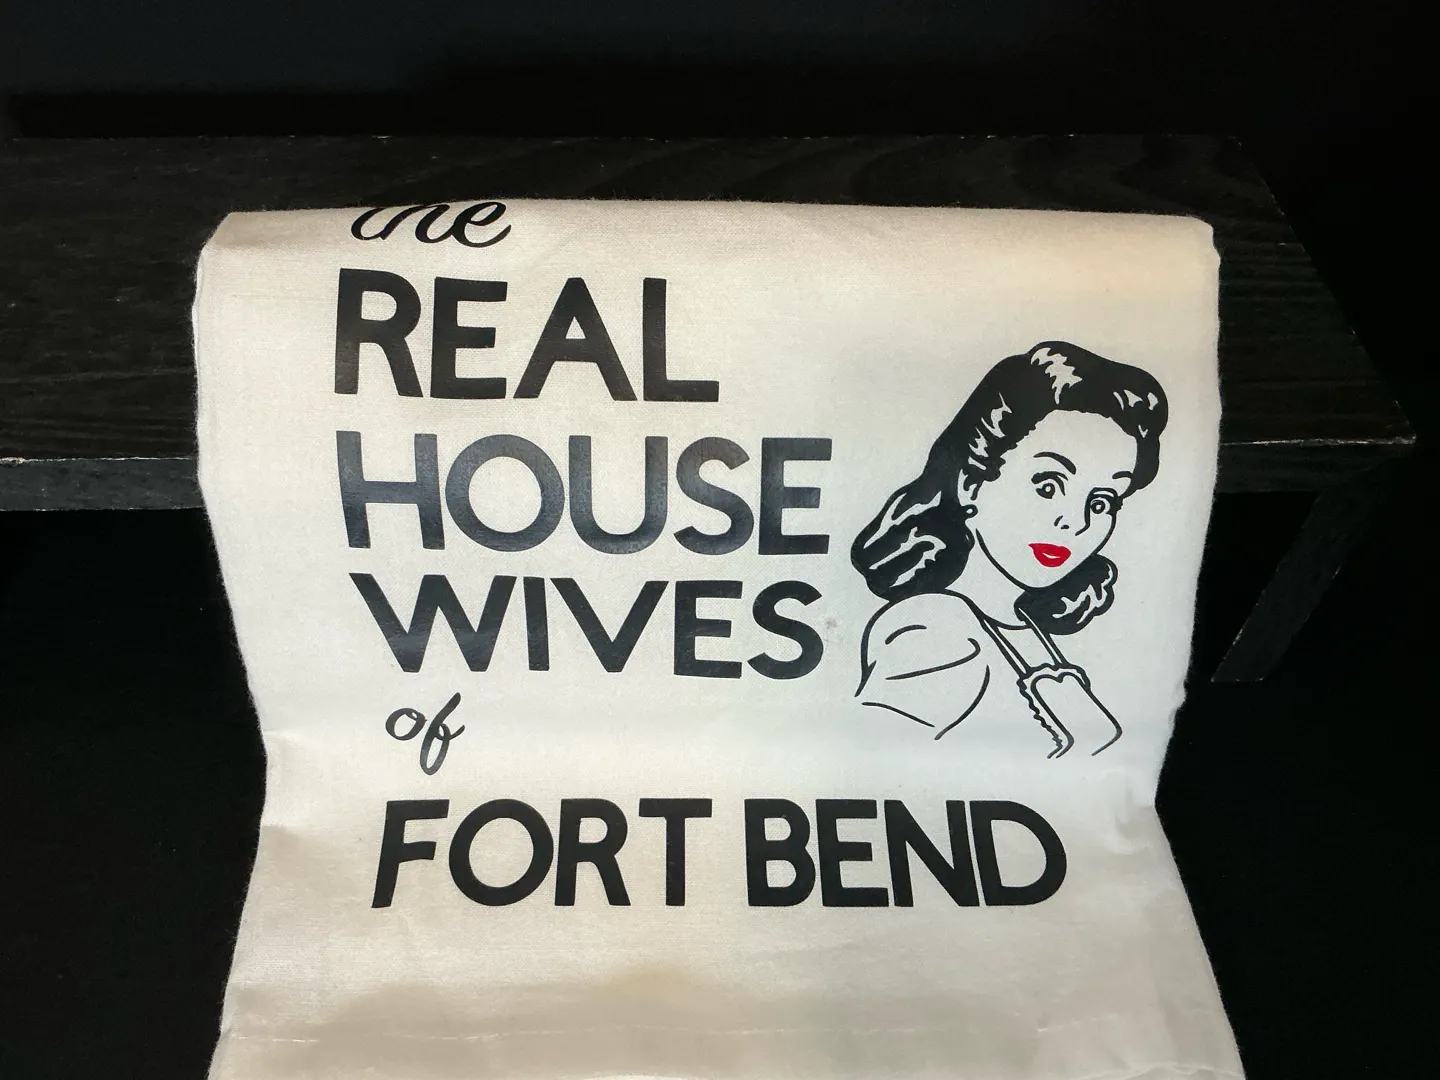 the
REAL
HOUSE
WIVES
of
FORT BEND